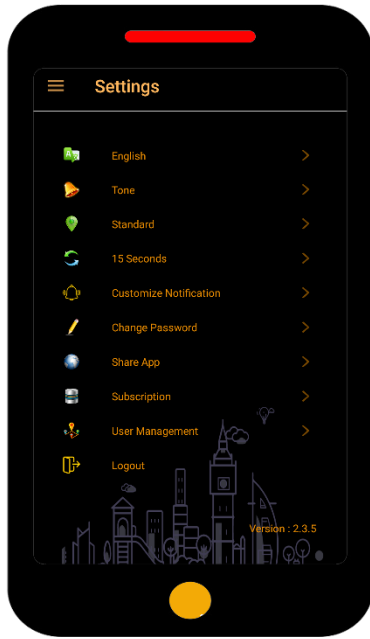 Settings
English
Tone
Standard
15 Seconds
Customize Notification
Change Password
Share App
Subscription
User Management
Logout
Version : 2.3.5